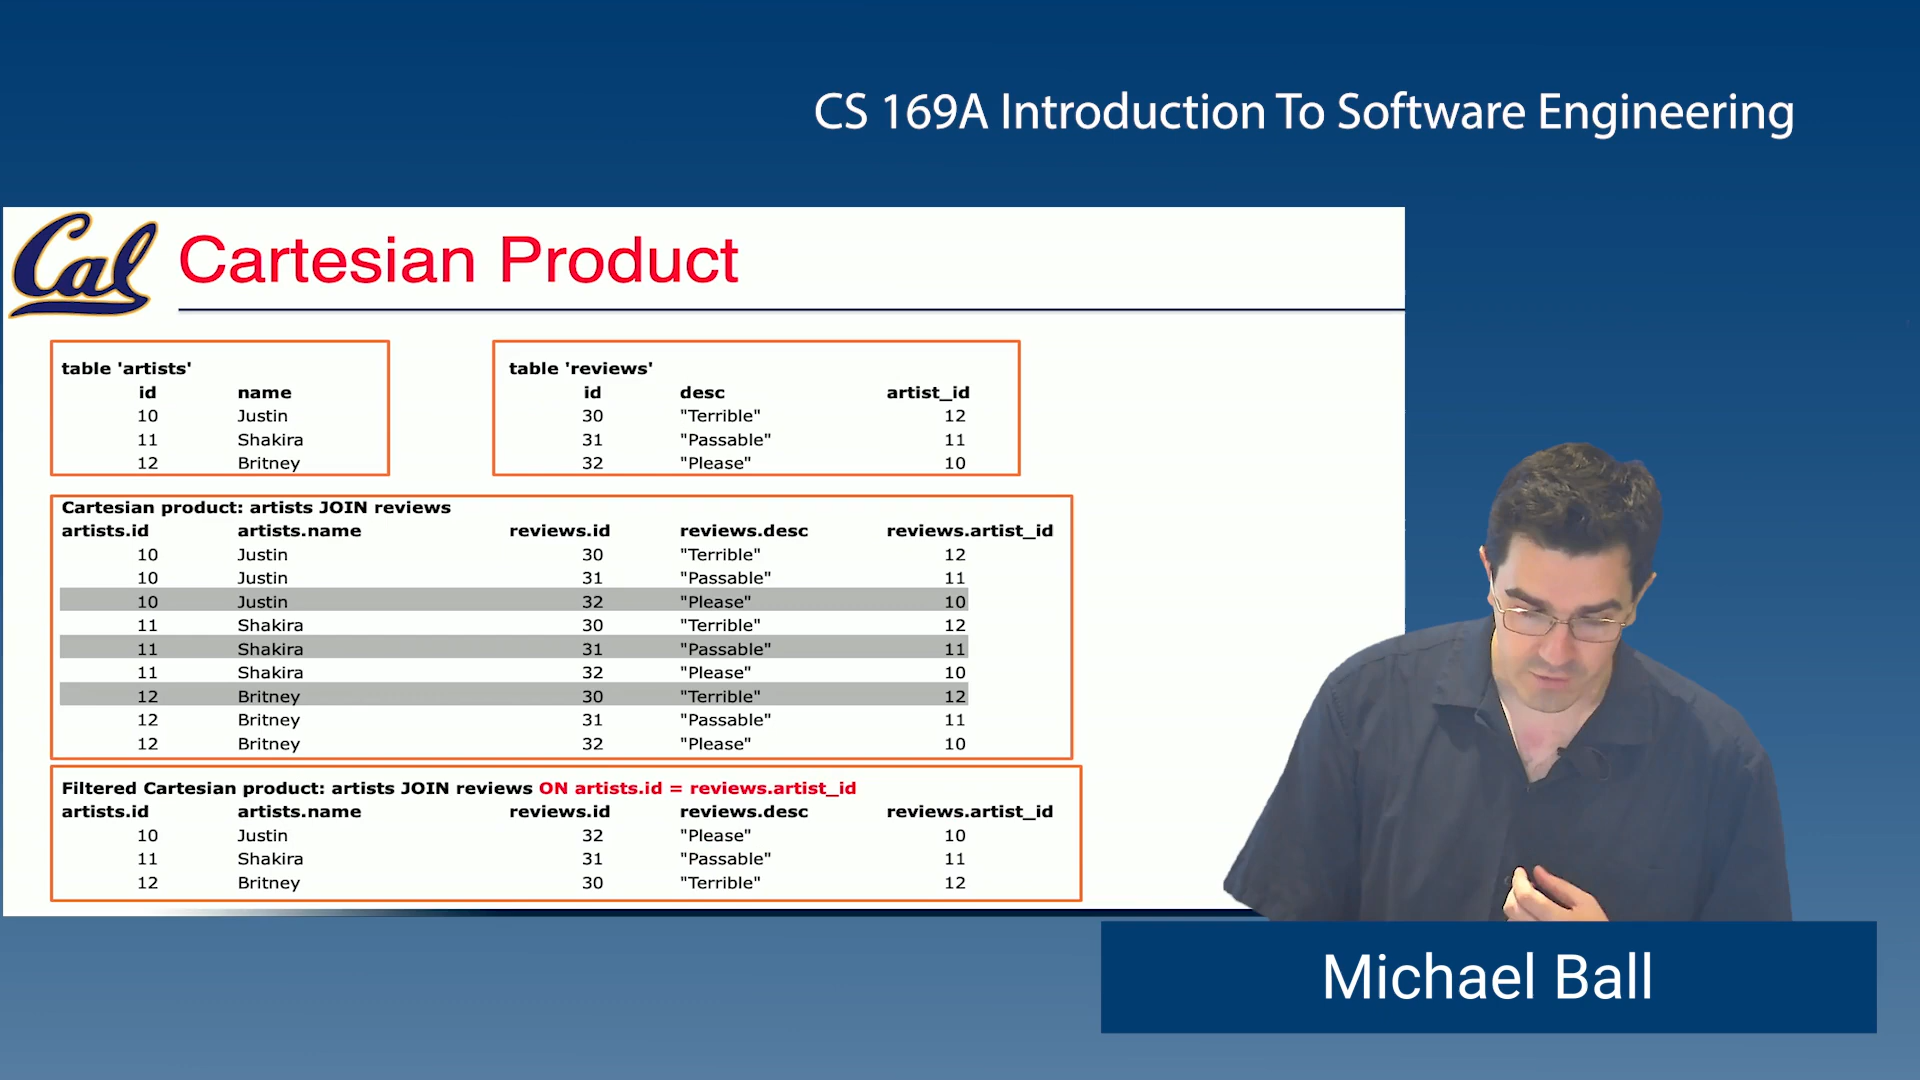 CS 169A Introduction To Software Engineering
Cal Cartesian Product
table 'artists'
id name
10 Justin
11 Shakira
12 Britney
table 'reviews'
id desc artist_id
30 "Terrible" 12
31 "Passable" 11
32 "Please" 10
Cartesian product: artists JOIN reviews
artists.id artists.name reviews.id reviews.desc reviews.artist_id
10 Justin 30 "Terrible" 12
10 Justin 31 "Passable" 11
10 Justin 32 "Please" 10
11 Shakira 30 "Terrible" 12
11 Shakira 31 "Passable" 11
11 Shakira 32 "Please" 10
12 Britney 30 "Terrible" 12
12 Britney 31 "Passable" 11
12 Britney 32 "Please" 10
Filtered Cartesian product: artists JOIN reviews ON artists.id = reviews.artist_id
artists.id artists.name reviews.id reviews.desc reviews.artist_id
10 Justin 32 "Please" 10
11 Shakira 31 "Passable" 11
12 Britney 30 "Terrible" 12
Michael Ball